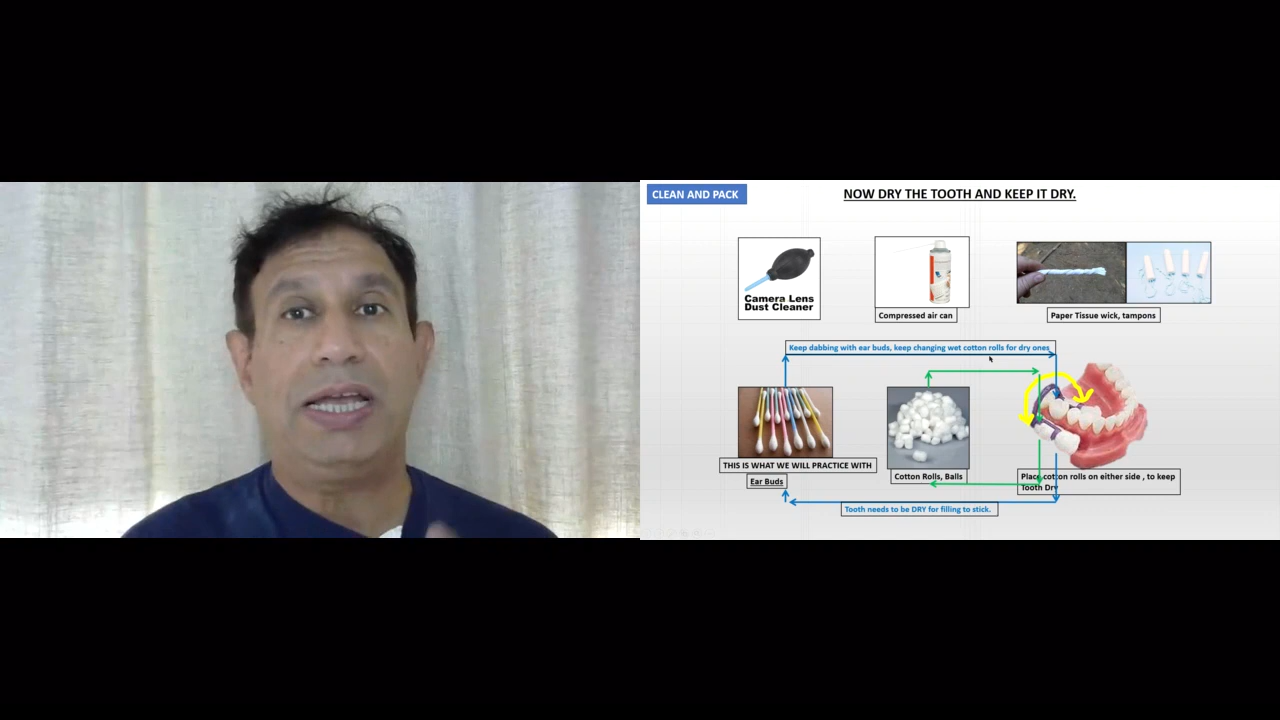 CLEAN AND PACK
NOW DRY THE TOOTH AND KEEP IT DRY.
Camera Lens
Dust Cleaner
Compressed air can
Paper Tissue wick, tampons
Keep dabbing with ear buds, keep changing wet cotton rolls for dry ones
THIS IS WHAT WE WILL PRACTICE WITH
Ear Buds
Cotton Rolls, Balls
Place cotton rolls on either side , to keep
Tooth Dry
Tooth needs to be DRY for filling to stick.